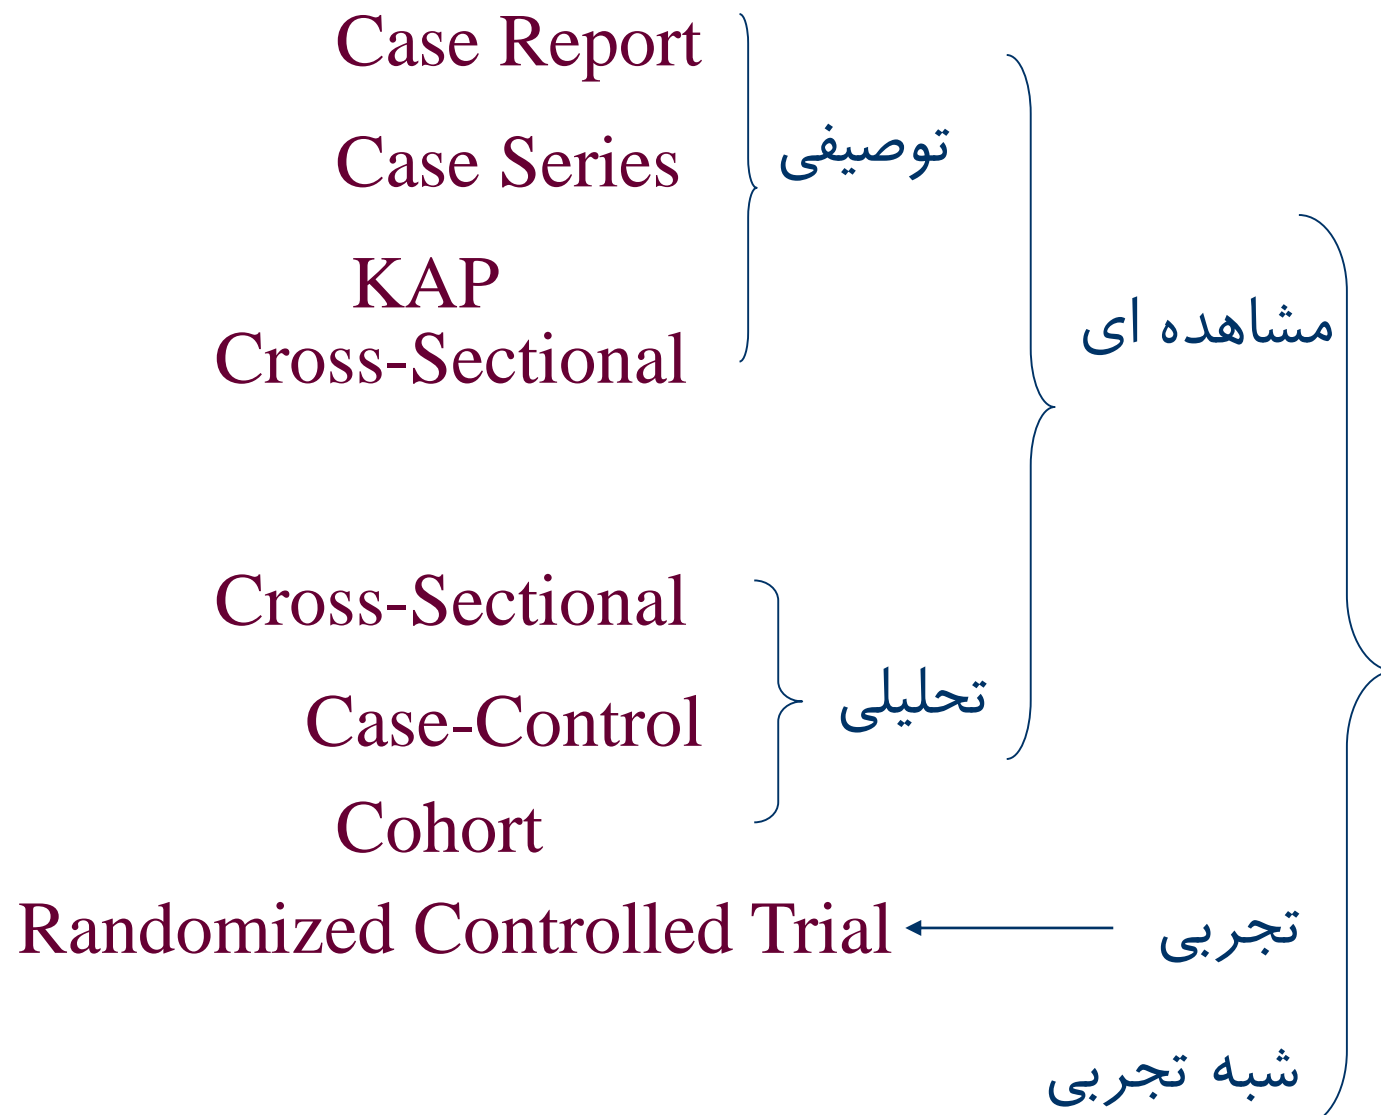 Case Report
Case Series
توصیفی
KAP
مشاهده ای
Cross-Sectional
Cross-Sectional
تحلیلی
Case-Control
Cohort
Randomized Controlled Trial
تجربی
شبه تجربی